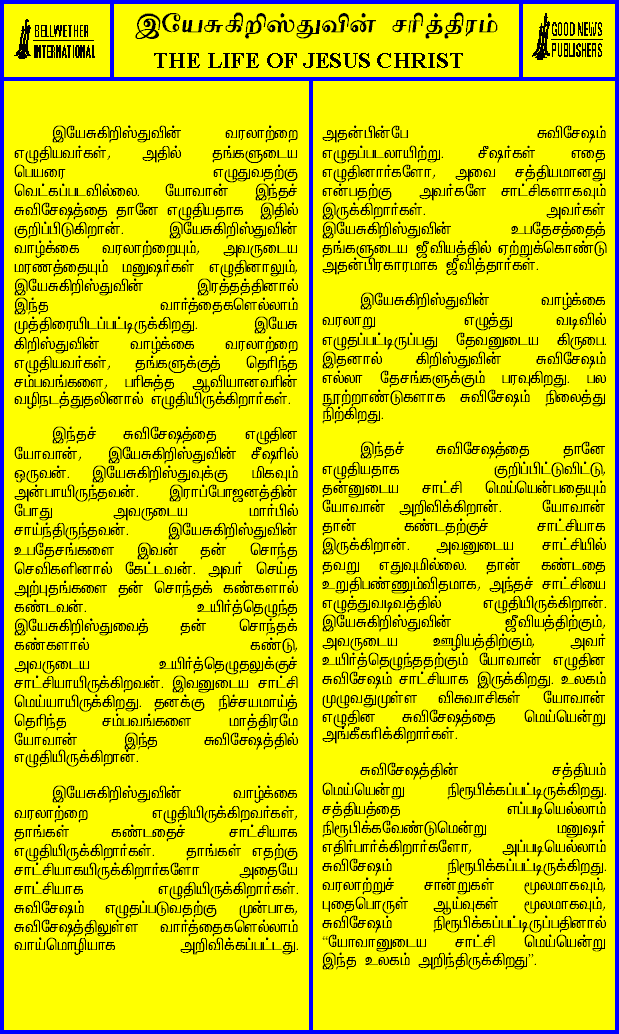 BELLWETHER
INTERNATIONAL
இயேசுகிறிஸ்துவின் சரித்திரம்
THE LIFE OF JESUS CHRIST
GOOD NEWS
PUBLISHERS
இயேசுகிறிஸ்துவின் வரலாற்றை
எழுதியவர்கள், அதில் தங்களுடைய
பெயரை எழுதுவதற்கு
வெட்கப்படவில்லை. யோவான் இந்தச்
சுவிசேஷத்தை தானே எழுதியதாக இதில்
குறிப்பிடுகிறான். இயேசுகிறிஸ்துவின்
வாழ்க்கை வரலாற்றையும், அவருடைய
மரணத்தையும் மனுஷர்கள் எழுதினாலும்,
இயேசுகிறிஸ்துவின் இரத்தத்தினால்
இந்த வார்த்தைகளெல்லாம்
முத்திரையிடப்பட்டிருக்கிறது. இயேசு
கிறிஸ்துவின் வாழ்க்கை வரலாற்றை
எழுதியவர்கள், தங்களுக்குத் தெரிந்த
சம்பவங்களை, பரிசுத்த ஆவியானவரின்
வழிநடத்துதலினால் எழுதியிருக்கிறார்கள்.
இந்தச் சுவிசேஷத்தை எழுதின
யோவான், இயேசுகிறிஸ்துவின் சீஷரில்
ஒருவன். இயேசுகிறிஸ்துவுக்கு மிகவும்
அன்பாயிருந்தவன். இராப்போஜனத்தின்
போது அவருடைய மார்பில்
சாய்ந்திருந்தவன். இயேசுகிறிஸ்துவின்
உபதேசங்களை இவன் தன் சொந்த
செவிகளினால் கேட்டவன். அவர் செய்த
அற்புதங்களை தன் சொந்தக் கண்களால்
கண்டவன். உயிர்த்தெழுந்த
இயேசுகிறிஸ்துவைத் தன் சொந்தக்
கண்களால் கண்டு,
அவருடைய உயிர்த்தெழுதலுக்குச்
சாட்சியாயிருக்கிறவன். இவனுடைய சாட்சி
மெய்யாயிருக்கிறது. தனக்கு நிச்சயமாய்த்
தெரிந்த சம்பவங்களை மாத்திரமே
யோவான் இந்த சுவிசேஷத்தில்
எழுதியிருக்கிறான்.
இயேசுகிறிஸ்துவின் வாழ்க்கை
வரலாற்றை எழுதியிருக்கிறவர்கள்,
தாங்கள் கண்டதைச் சாட்சியாக
எழுதியிருக்கிறார்கள். தாங்கள் எதற்கு
சாட்சியாகயிருக்கிறார்களோ அதையே
சாட்சியாக எழுதியிருக்கிறார்கள்.
சுவிசேஷம் எழுதப்படுவதற்கு முன்பாக,
சுவிசேஷத்திலுள்ள வார்த்தைகளெல்லாம்
வாய்மொழியாக அறிவிக்கப்பட்டது.
அதன்பின்பே சுவிசேஷம்
எழுதப்படலாயிற்று. சீஷர்கள் எதை
எழுதினார்களோ, அவை சத்தியமானது
என்பதற்கு அவர்களே சாட்சிகளாகவும்
இருக்கிறார்கள். அவர்கள்
இயேசுகிறிஸ்துவின் உபதேசத்தைத்
தங்களுடைய ஜீவியத்தில் ஏற்றுக்கொண்டு
அதன்பிரகாரமாக ஜீவித்தார்கள்.
இயேசுகிறிஸ்துவின் வாழ்க்கை
வரலாறு எழுத்து வடிவில்
எழுதப்பட்டிருப்பது தேவனுடைய கிருபை.
இதனால் கிறிஸ்துவின் சுவிசேஷம்
எல்லா தேசங்களுக்கும் பரவுகிறது. பல
நூற்றாண்டுகளாக சுவிசேஷம் நிலைத்து
நிற்கிறது.
இந்தச் சுவிசேஷத்தை தானே
எழுதியதாக குறிப்பிட்டுவிட்டு,
தன்னுடைய சாட்சி மெய்யென்பதையும்
யோவான் அறிவிக்கிறான். யோவான்
தான் கண்டதற்குச் சாட்சியாக
இருக்கிறான். அவனுடைய சாட்சியில்
தவறு எதுவுமில்லை. தான் கண்டதை
உறுதிபண்ணும்விதமாக, அந்தச் சாட்சியை
எழுத்துவடிவத்தில் எழுதியிருக்கிறான்.
இயேசுகிறிஸ்துவின் ஜீவியத்திற்கும்,
அவருடைய ஊழியத்திற்கும், அவர்
உயிர்த்தெழுந்ததற்கும் யோவான் எழுதின
சுவிசேஷம் சாட்சியாக இருக்கிறது. உலகம்
முழுவதுமுள்ள விசுவாசிகள் யோவான்
எழுதின சுவிசேஷத்தை மெய்யென்று
அங்கீகரிக்கிறார்கள்.
சுவிசேஷத்தின் சத்தியம்
மெய்யென்று நிரூபிக்கப்பட்டிருக்கிறது.
சத்தியத்தை எப்படியெல்லாம்
நிரூபிக்கவேண்டுமென்று மனுஷர்
எதிர்பார்க்கிறார்களோ, அப்படியெல்லாம்
சுவிசேஷம் நிரூபிக்கப்பட்டிருக்கிறது.
வரலாற்றுச் சான்றுகள் மூலமாகவும்,
புதைபொருள் ஆய்வுகள் மூலமாகவும்,
சுவிசேஷம் நிரூபிக்கப்பட்டிருப்பதினால்
“யோவானுடைய சாட்சி மெய்யென்று
இந்த உலகம் அறிந்திருக்கிறது”.